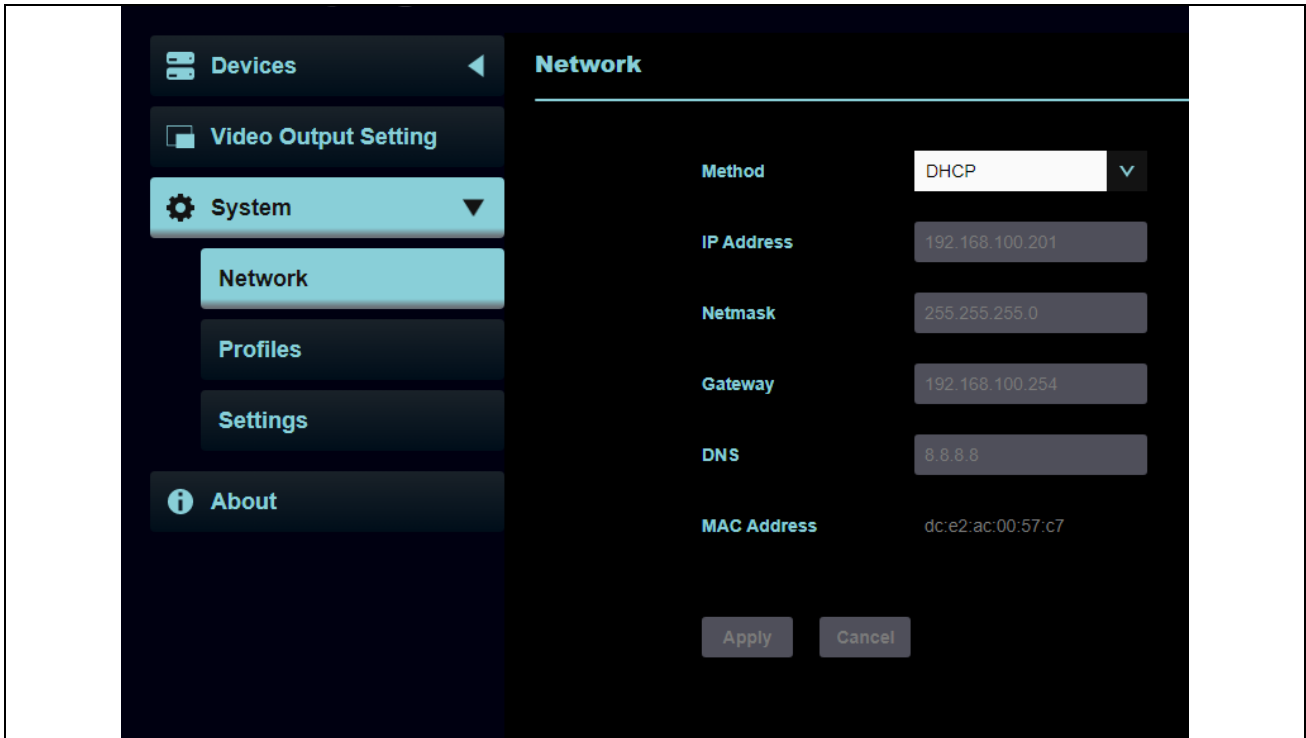 Devices
Video Output Setting
System
Network
Profiles
Settings
About
Network
Method DHCP
IP Address 192.168.100.201
Netmask 255.255.255.0
Gateway 192.168.100.254
DNS 8.8.8.8
MAC Address dc:e2:ac:00:57:c7
Apply Cancel